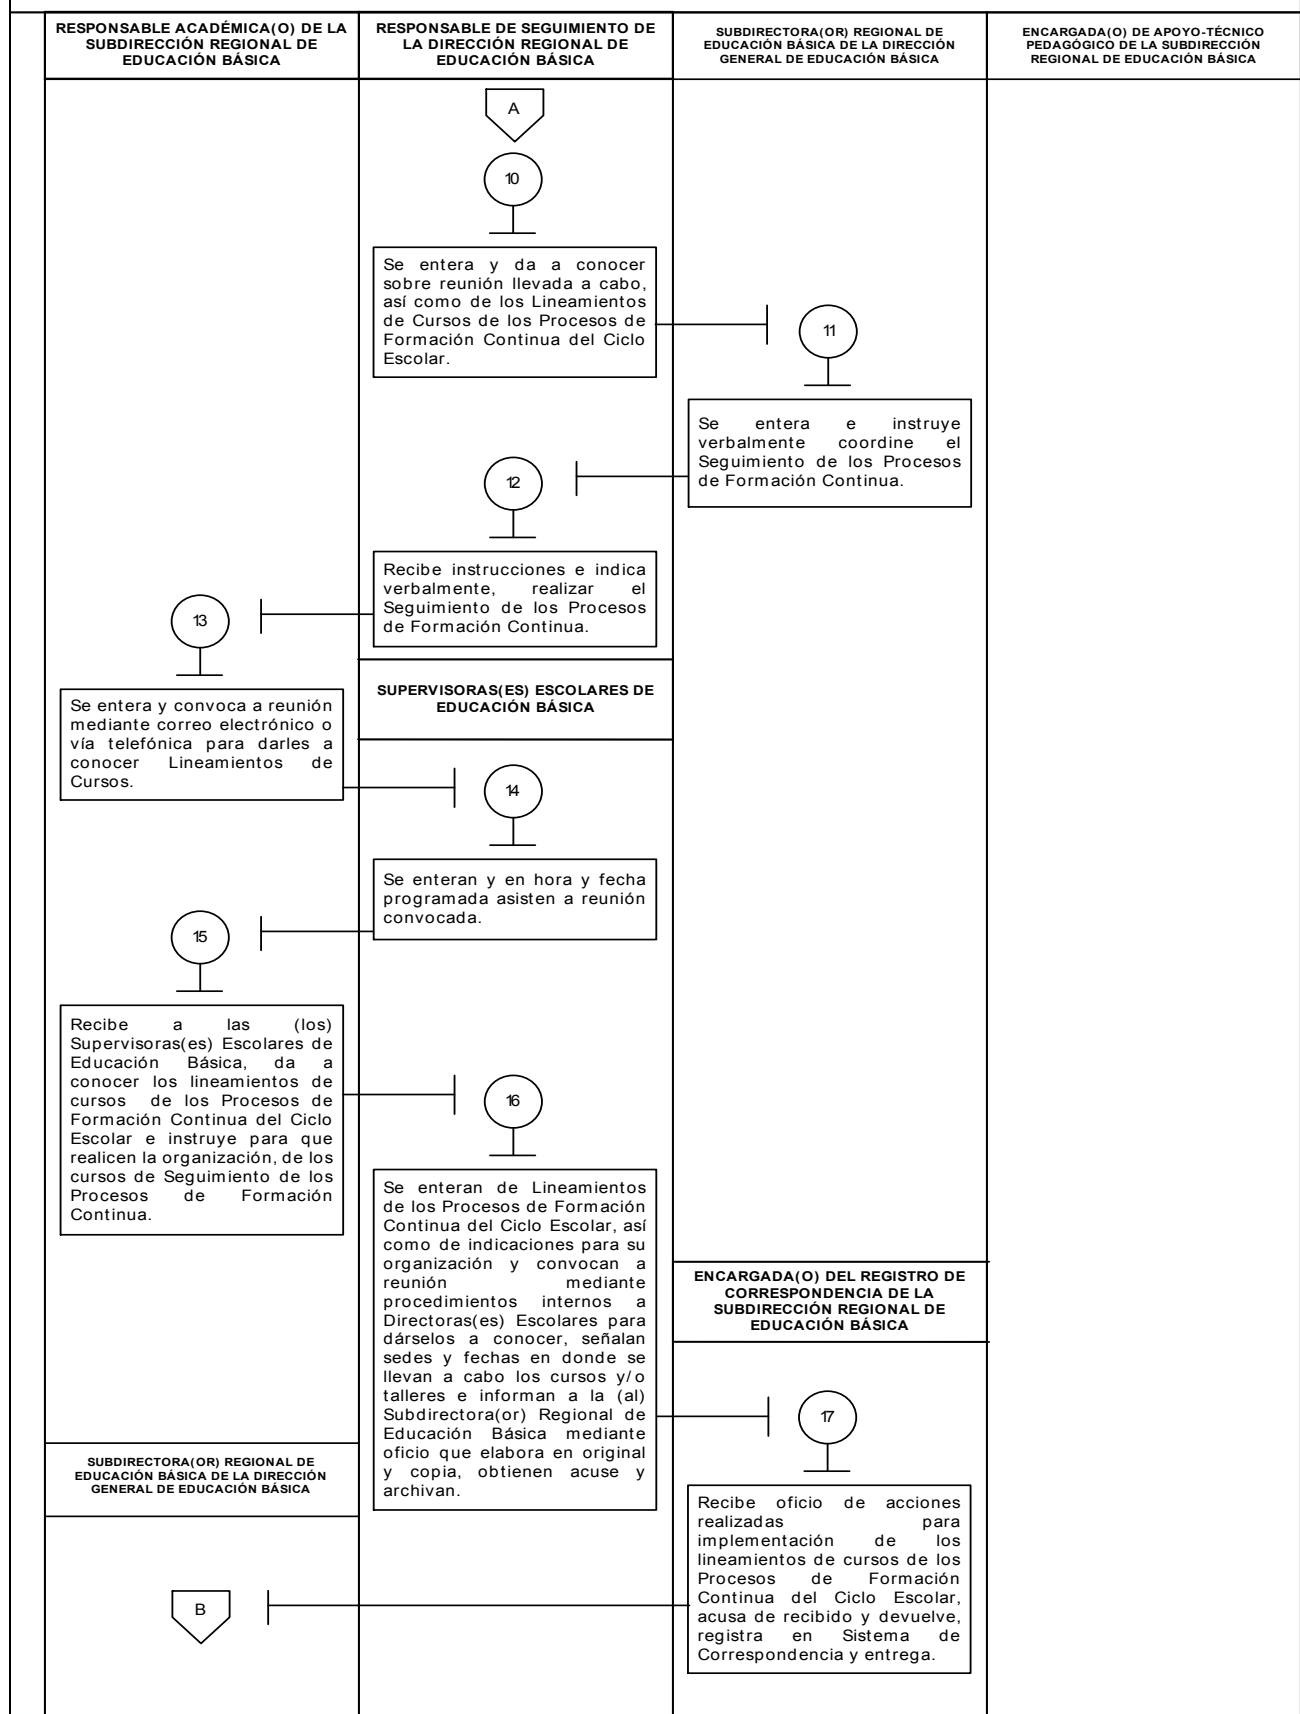 RESPONSABLE ACADÉMICA(O) DE LA
SUBDIRECCIÓN REGIONAL DE
EDUCACIÓN BÁSICA
RESPONSABLE DE SEGUIMIENTO DE
LA DIRECCIÓN REGIONAL DE
EDUCACIÓN BÁSICA
SUBDIRECTORA(OR) REGIONAL DE
EDUCACIÓN BÁSICA DE LA DIRECCIÓN
GENERAL DE EDUCACIÓN BÁSICA
ENCARGADA(O) DE APOYO-TÉCNICO
PEDAGÓGICO DE LA SUBDIRECCIÓN
REGIONAL DE EDUCACIÓN BÁSICA
A
10
Se entera y da a conocer
sobre reunión llevada a cabo,
así como de los Lineamientos
de Cursos de los Procesos de
Formación Continua del Ciclo
Escolar.
11
Se entera e instruye
verbalmente coordine el
Seguimiento de los Procesos
de Formación Continua.
12
Recibe instrucciones e indica
verbalmente, realizar el
Seguimiento de los Procesos
de Formación Continua.
13
Se entera y convoca a reunión
mediante correo electrónico o
vía telefónica para darles a
conocer Lineamientos de
Cursos.
SUPERVISORAS(ES) ESCOLARES DE
EDUCACIÓN BÁSICA
14
Se enteran y en hora y fecha
programada asisten a reunión
convocada.
15
Recibe a las (los)
Supervisoras(es) Escolares de
Educación Básica, da a
conocer los lineamientos de
cursos de los Procesos de
Formación Continua del Ciclo
Escolar e instruye para que
realicen la organización, de los
cursos de Seguimiento de los
Procesos de Formación
Continua.
16
Se enteran de Lineamientos
de los Procesos de Formación
Continua del Ciclo Escolar, así
como de indicaciones para su
organización y convocan a
reunión mediante
procedimientos internos a
Directoras(es) Escolares para
dárselos a conocer, señalan
sedes y fechas en donde se
llevan a cabo los cursos y/o
talleres e informan a la (al)
Subdirectora(or) Regional de
Educación Básica mediante
oficio que elabora en original
y copia, obtienen acuse y
archivan.
ENCARGADA(O) DEL REGISTRO DE
CORRESPONDENCIA DE LA
SUBDIRECCIÓN REGIONAL DE
EDUCACIÓN BÁSICA
17
Recibe oficio de acciones
realizadas para
implementación de los
lineamientos de cursos de los
Procesos de Formación
Continua del Ciclo Escolar,
acusa de recibido y devuelve,
registra en Sistema de
Correspondencia y entrega.
SUBDIRECTORA(OR) REGIONAL DE
EDUCACIÓN BÁSICA DE LA DIRECCIÓN
GENERAL DE EDUCACIÓN BÁSICA
B